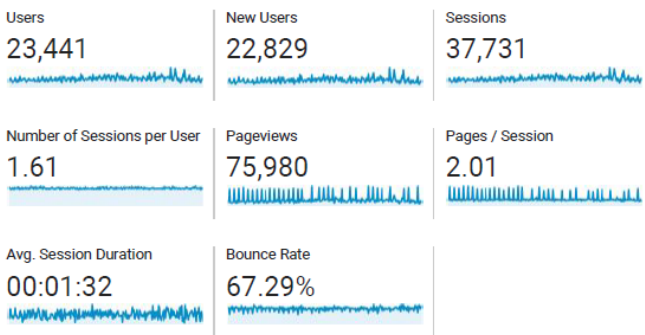 Users
New Users
Sessions
23,441
22,829
37,731
Number of Sessions per User
Pageviews
Pages / Session
1.61
75,980
2.01
Avg. Session Duration
Bounce Rate
00:01:32
67.29%